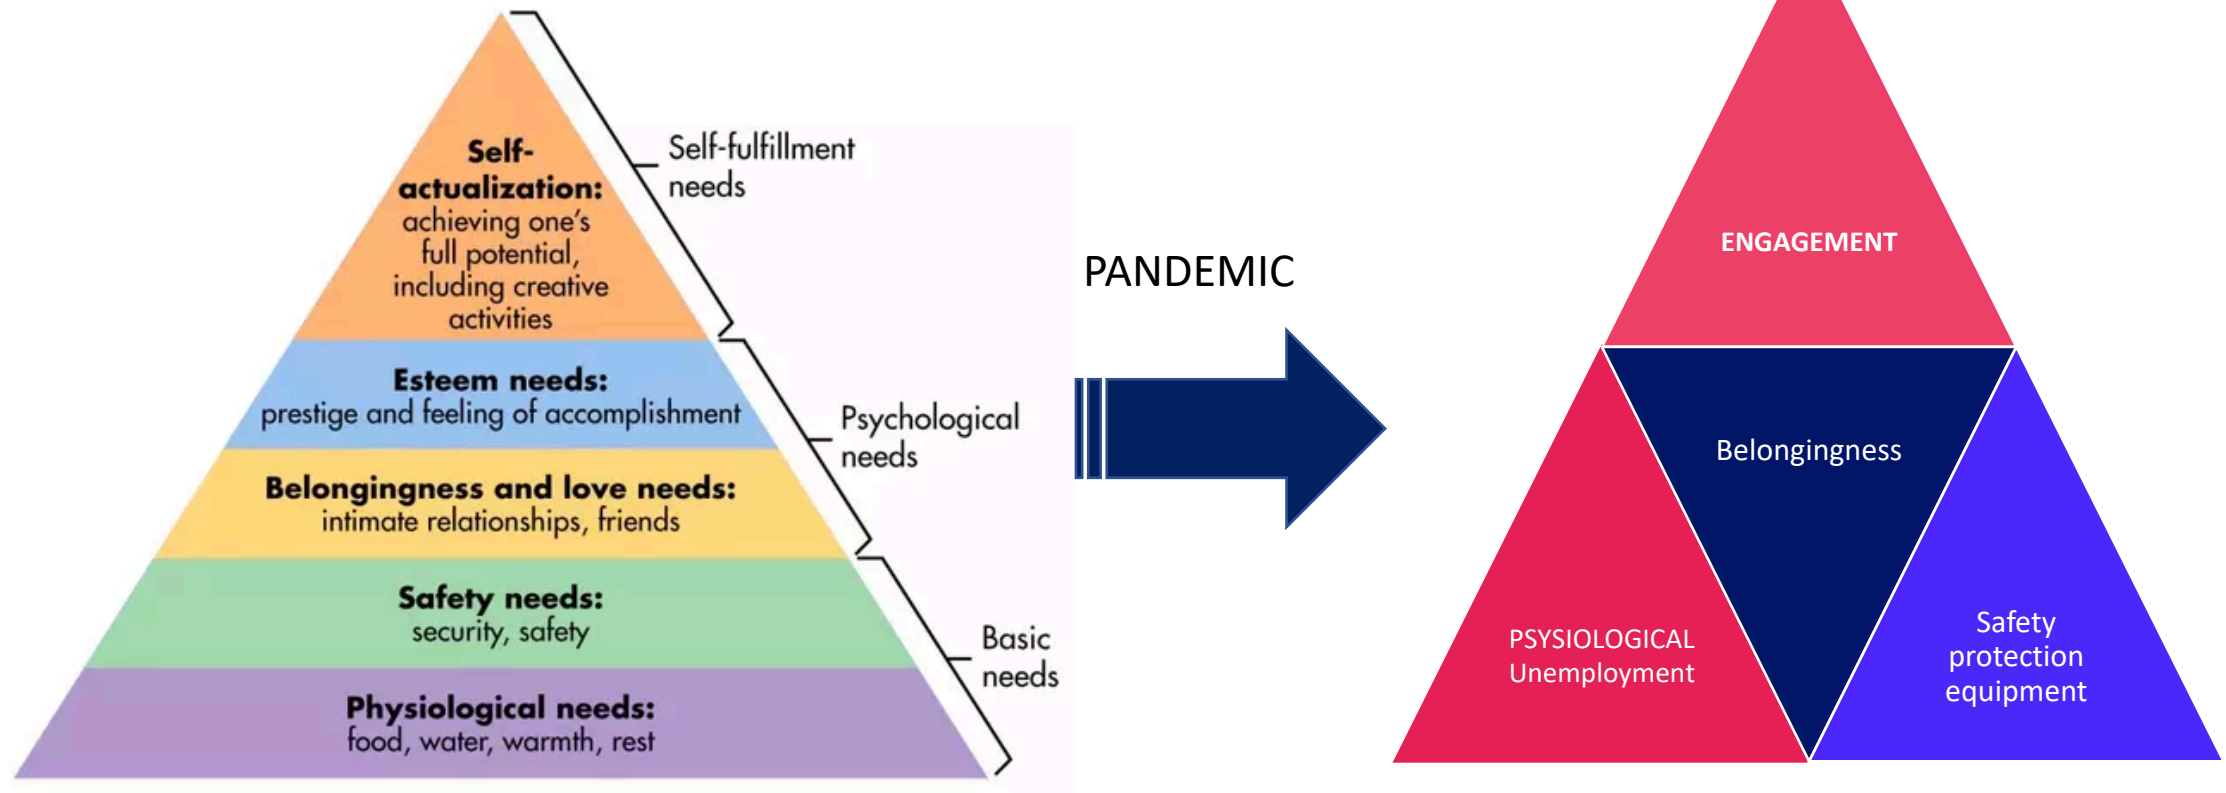 Self-
actualization:
achieving one's
full potential,
including creative
activities
Esteem needs:
prestige and feeling of accomplishment
Belongingness and love needs:
intimate relationships, friends
Safety needs:
security, safety
Physiological needs:
food, water, warmth, rest
Self-fulfillment
needs
Psychological
needs
Basic
needs
PANDEMIC
ENGAGEMENT
Belongingness
PSYSIOLOGICAL
Unemployment
Safety
protection
equipment